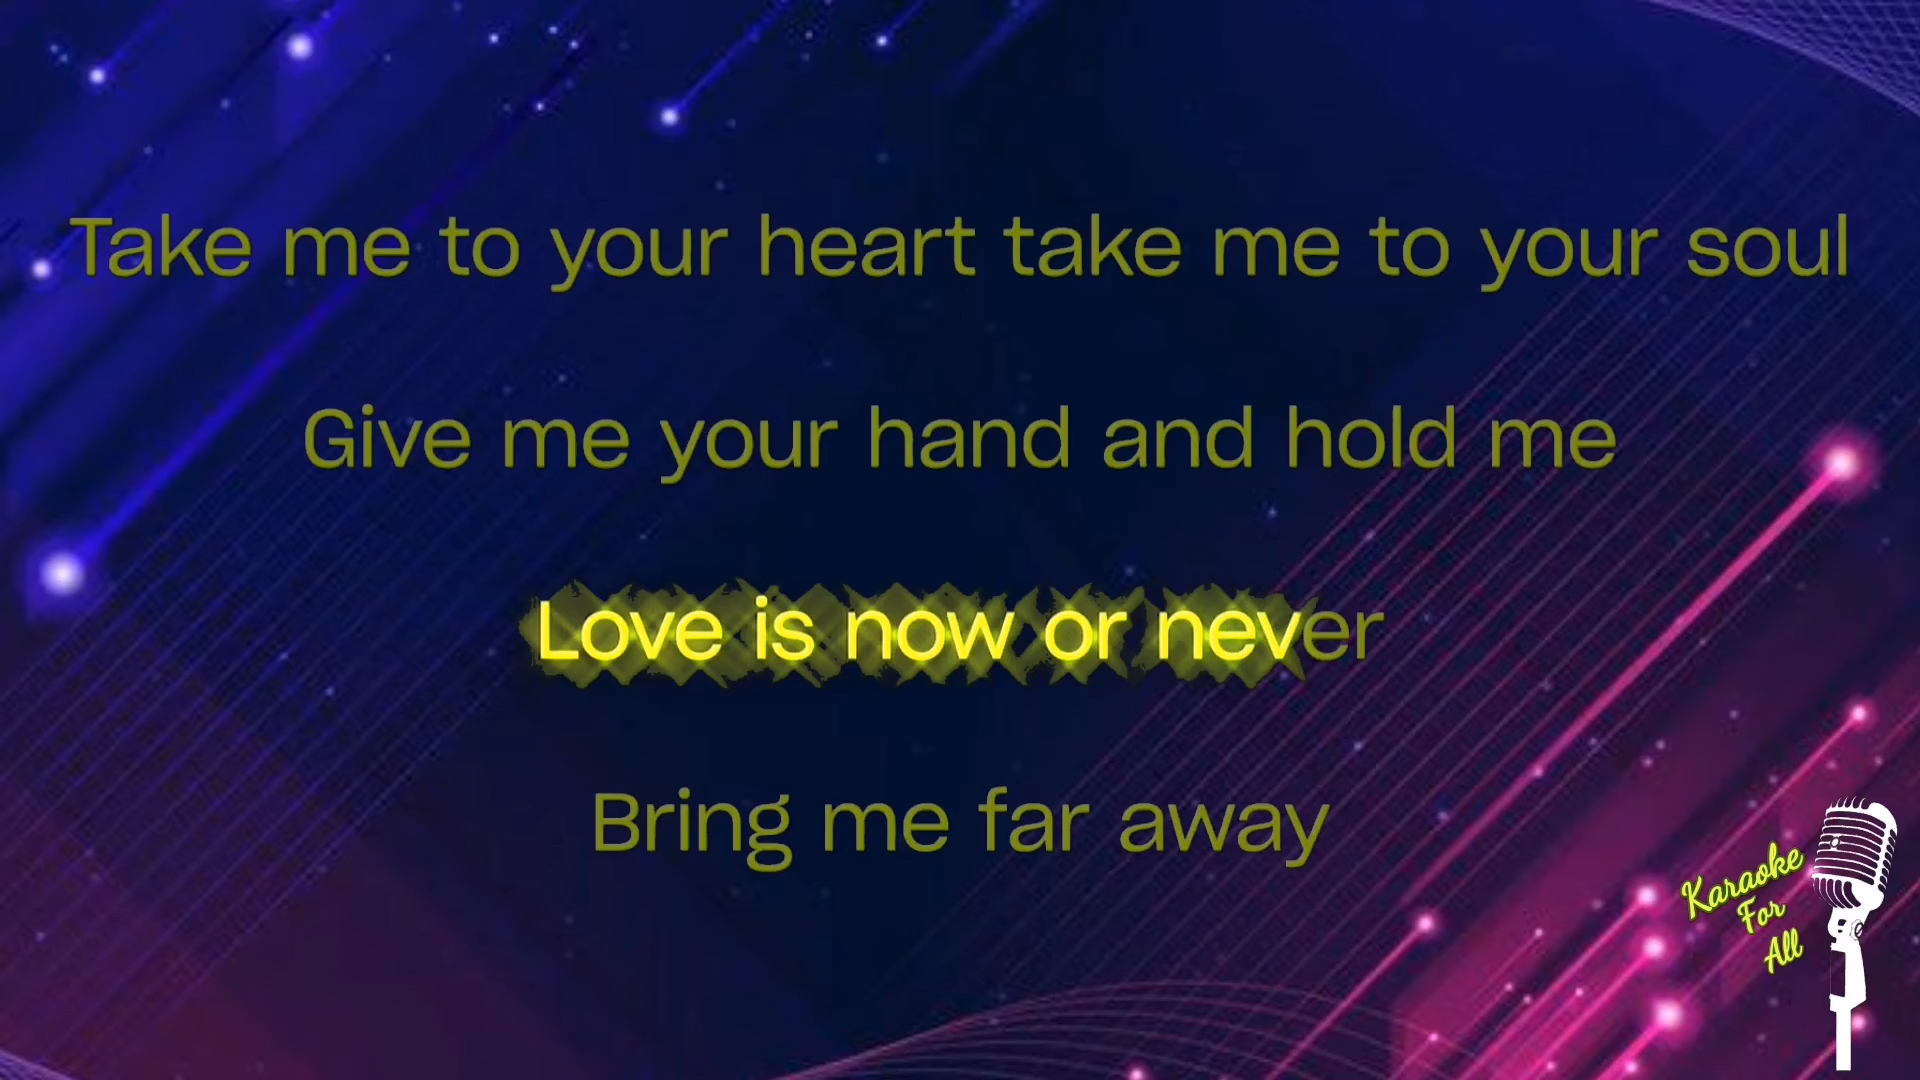 Take me to your heart take me to your soul
Give me your hand and hold me
Love is now or never
Bring me far away
Karaoke
For
All